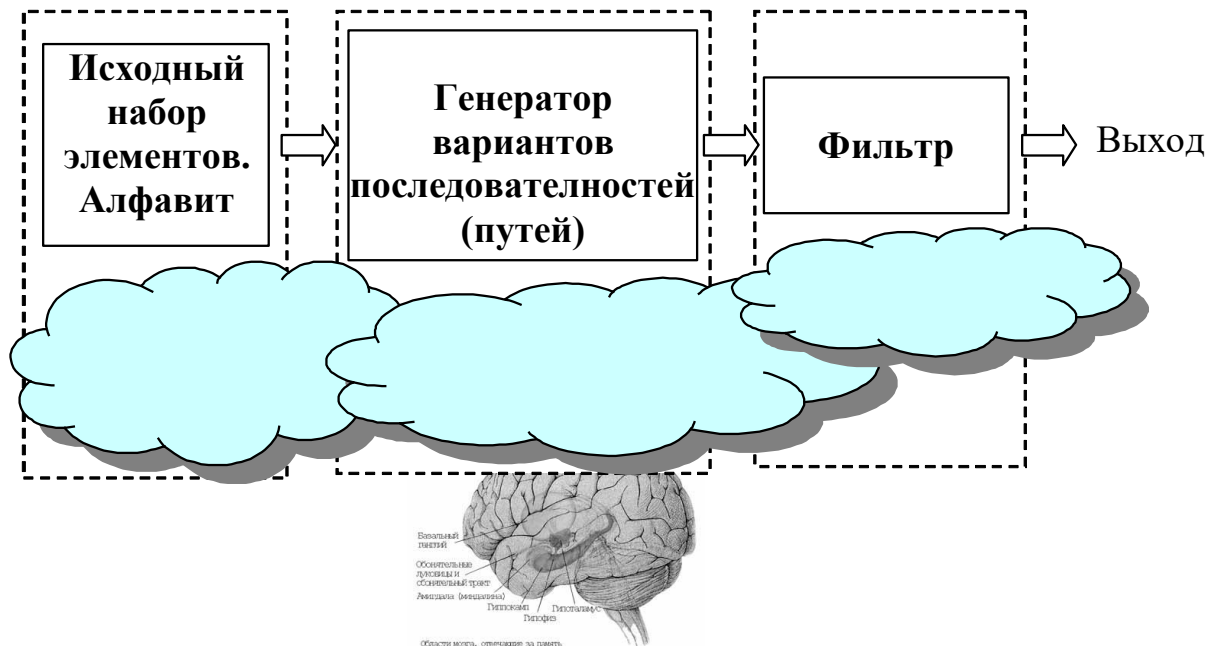 Исходный
набор
элементов.
Алфавит
Генератор
вариантов
последователностей
(путей)
Фильтр
Выход
Базальный
ганглий
Обонятельные
луковицы и
обонятельный тракт
Амигдала (миндалина)
Гиппокамп
Гипофиз
Гипоталамус
Области мозга, отвечающие за память